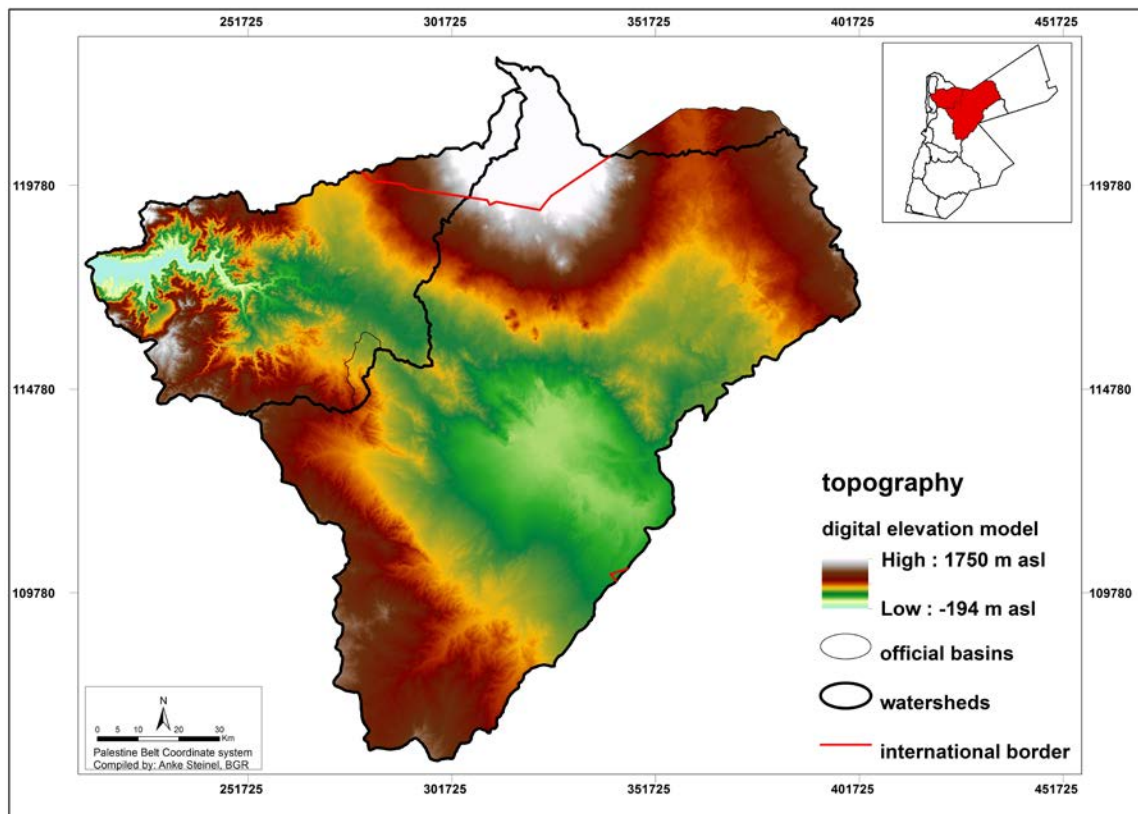 251725 301725 351725 401725 451725
119780 119780
114780 114780
109780 109780
topography
digital elevation model
High : 1750 m asl
Low : -194 m asl
official basins
watersheds
international border
N
0 5 10 20 30
Km
Palestine Belt Coordinate system
Compiled by: Anke Steinel, BGR
251725 301725 351725 401725 451725